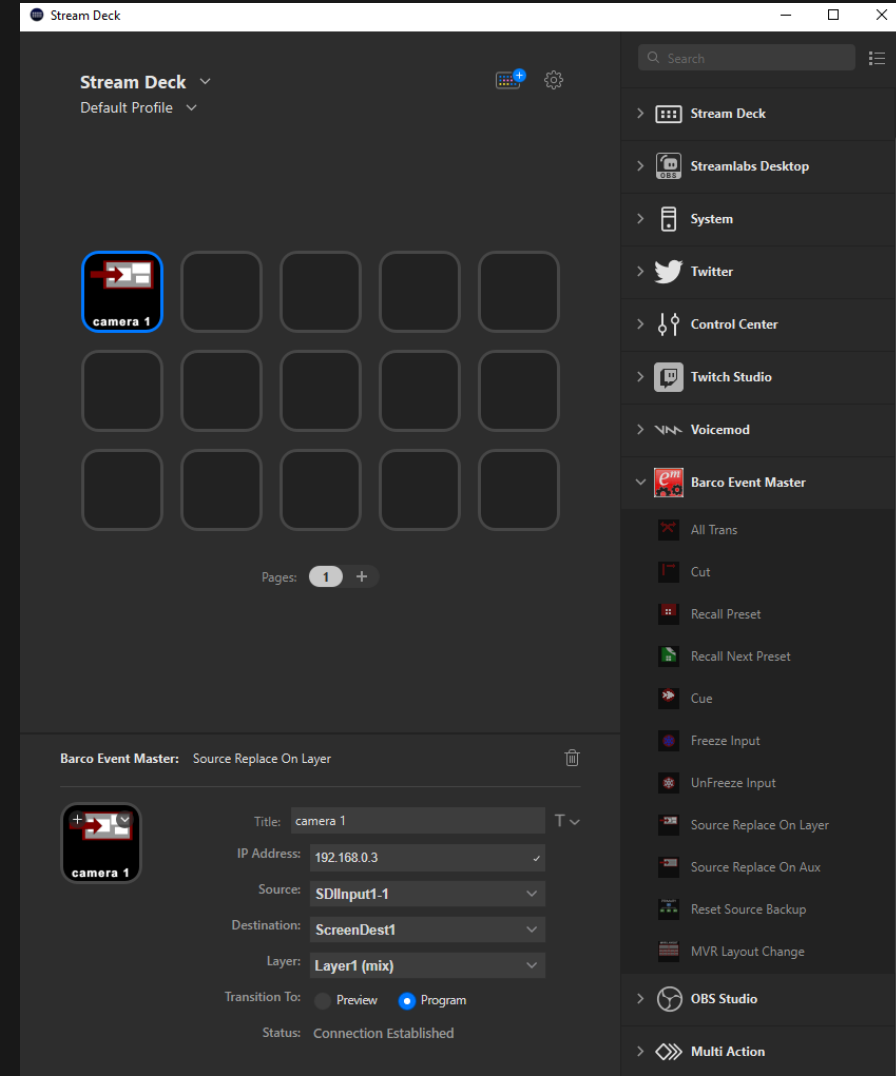 Stream Deck
Stream Deck
Default Profile
camera 1
Pages: 1 +
Barco Event Master: Source Replace On Layer
camera 1
Title: camera 1
T
IP Address: 192.168.0.3
Source: SDIInput1-1
Destination: ScreenDest1
Layer: Layer1 (mix)
Transition To: Preview Program
Status: Connection Established
Search
Stream Deck
OBS
Streamlabs Desktop
System
Twitter
Control Center
Twitch Studio
Voicemod
em
Barco Event Master
All Trans
Cut
Recall Preset
Recall Next Preset
Cue
Freeze Input
UnFreeze Input
Source Replace On Layer
Source Replace On Aux
Reset Source Backup
MVR Layout Change
OBS Studio
Multi Action